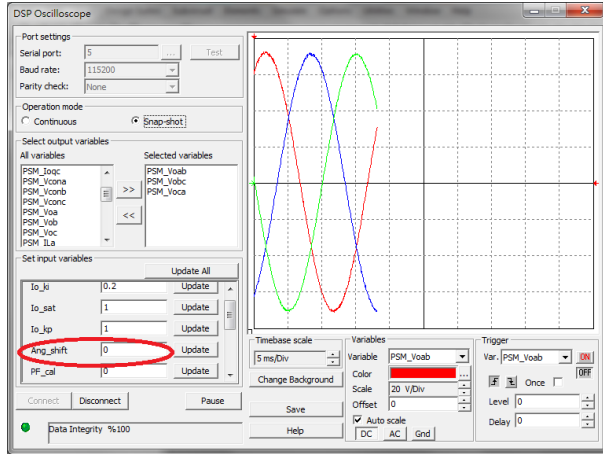 DSP Oscilloscope
Port settings
Serial port: 5 ... Test
Baud rate: 115200
Parity check: None
Operation mode
Continuous Snap-shot
Select output variables
All variables Selected variables
PSM_Ioqc
PSM_Vcona
PSM_Vconb
PSM_Vconc
PSM_Voa
PSM_Vob
PSM_Voc
PSM_ILa
>>
<<
PSM_Voab
PSM_Vobc
PSM_Voca
Set input variables
Update All
Io_ki 0.2 Update
Io_sat 1 Update
Io_kp 1 Update
Ang_shift 0 Update
PF_cal 0 Update
Connect Disconnect Pause
Data Integrity %100
Timebase scale
5 ms/Div
Change Background
Save
Help
Variables
Variable PSM_Voab
Color ...
Scale 20 V/Div
Offset 0
Auto scale
DC AC Gnd
Trigger
Var. PSM_Voab ON
OFF
Once
Level 0
Delay 0